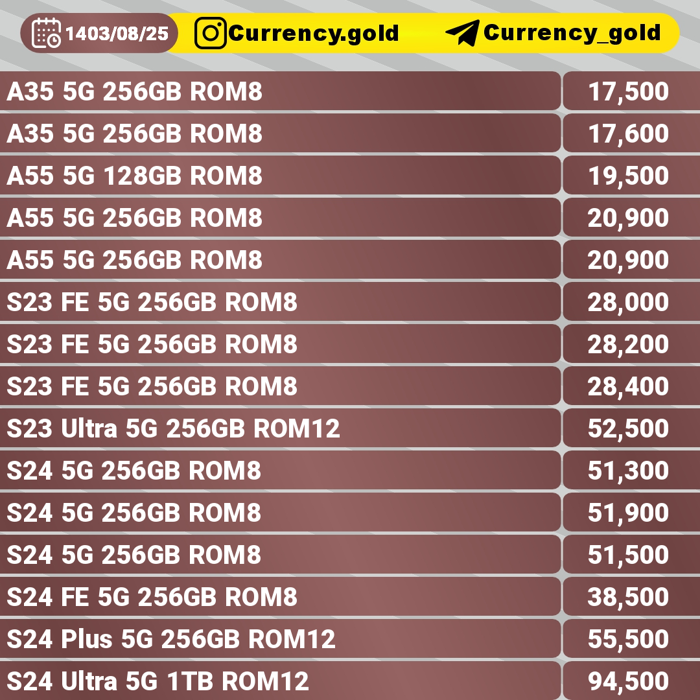 1403/08/25 Currency.gold Currency_gold
A35 5G 256GB ROM8 17,500
A35 5G 256GB ROM8 17,600
A55 5G 128GB ROM8 19,500
A55 5G 256GB ROM8 20,900
A55 5G 256GB ROM8 20,900
S23 FE 5G 256GB ROM8 28,000
S23 FE 5G 256GB ROM8 28,200
S23 FE 5G 256GB ROM8 28,400
S23 Ultra 5G 256GB ROM12 52,500
S24 5G 256GB ROM8 51,300
S24 5G 256GB ROM8 51,900
S24 5G 256GB ROM8 51,500
S24 FE 5G 256GB ROM8 38,500
S24 Plus 5G 256GB ROM12 55,500
S24 Ultra 5G 1TB ROM12 94,500